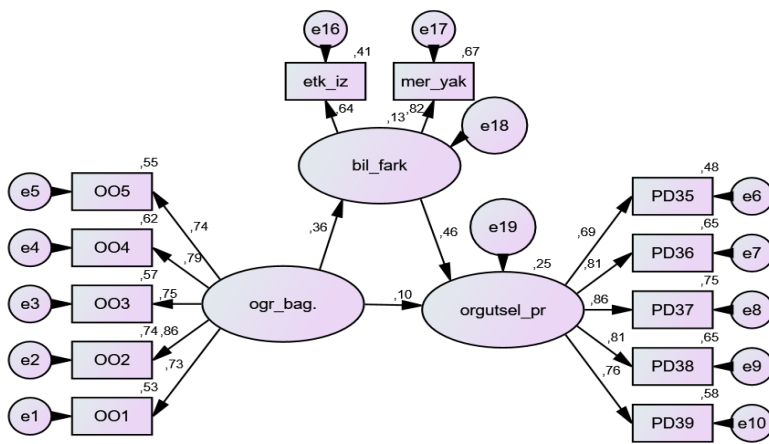 e16
e17
,41
,67
etk_iz
mer_yak
,64
,13
,82
e18
bil_fark
,55
,48
e5
OO5
PD35
e6
,74
,36
,46
e19
,69
,62
,65
e4
OO4
PD36
e7
,79
,81
,25
,57
,75
e3
OO3
,75
ogr_bag.
,10
orgutsel_pr
,86
PD37
e8
,74
,86
,81
,65
e2
OO2
PD38
e9
,73
,76
,53
,58
e1
OO1
PD39
e10